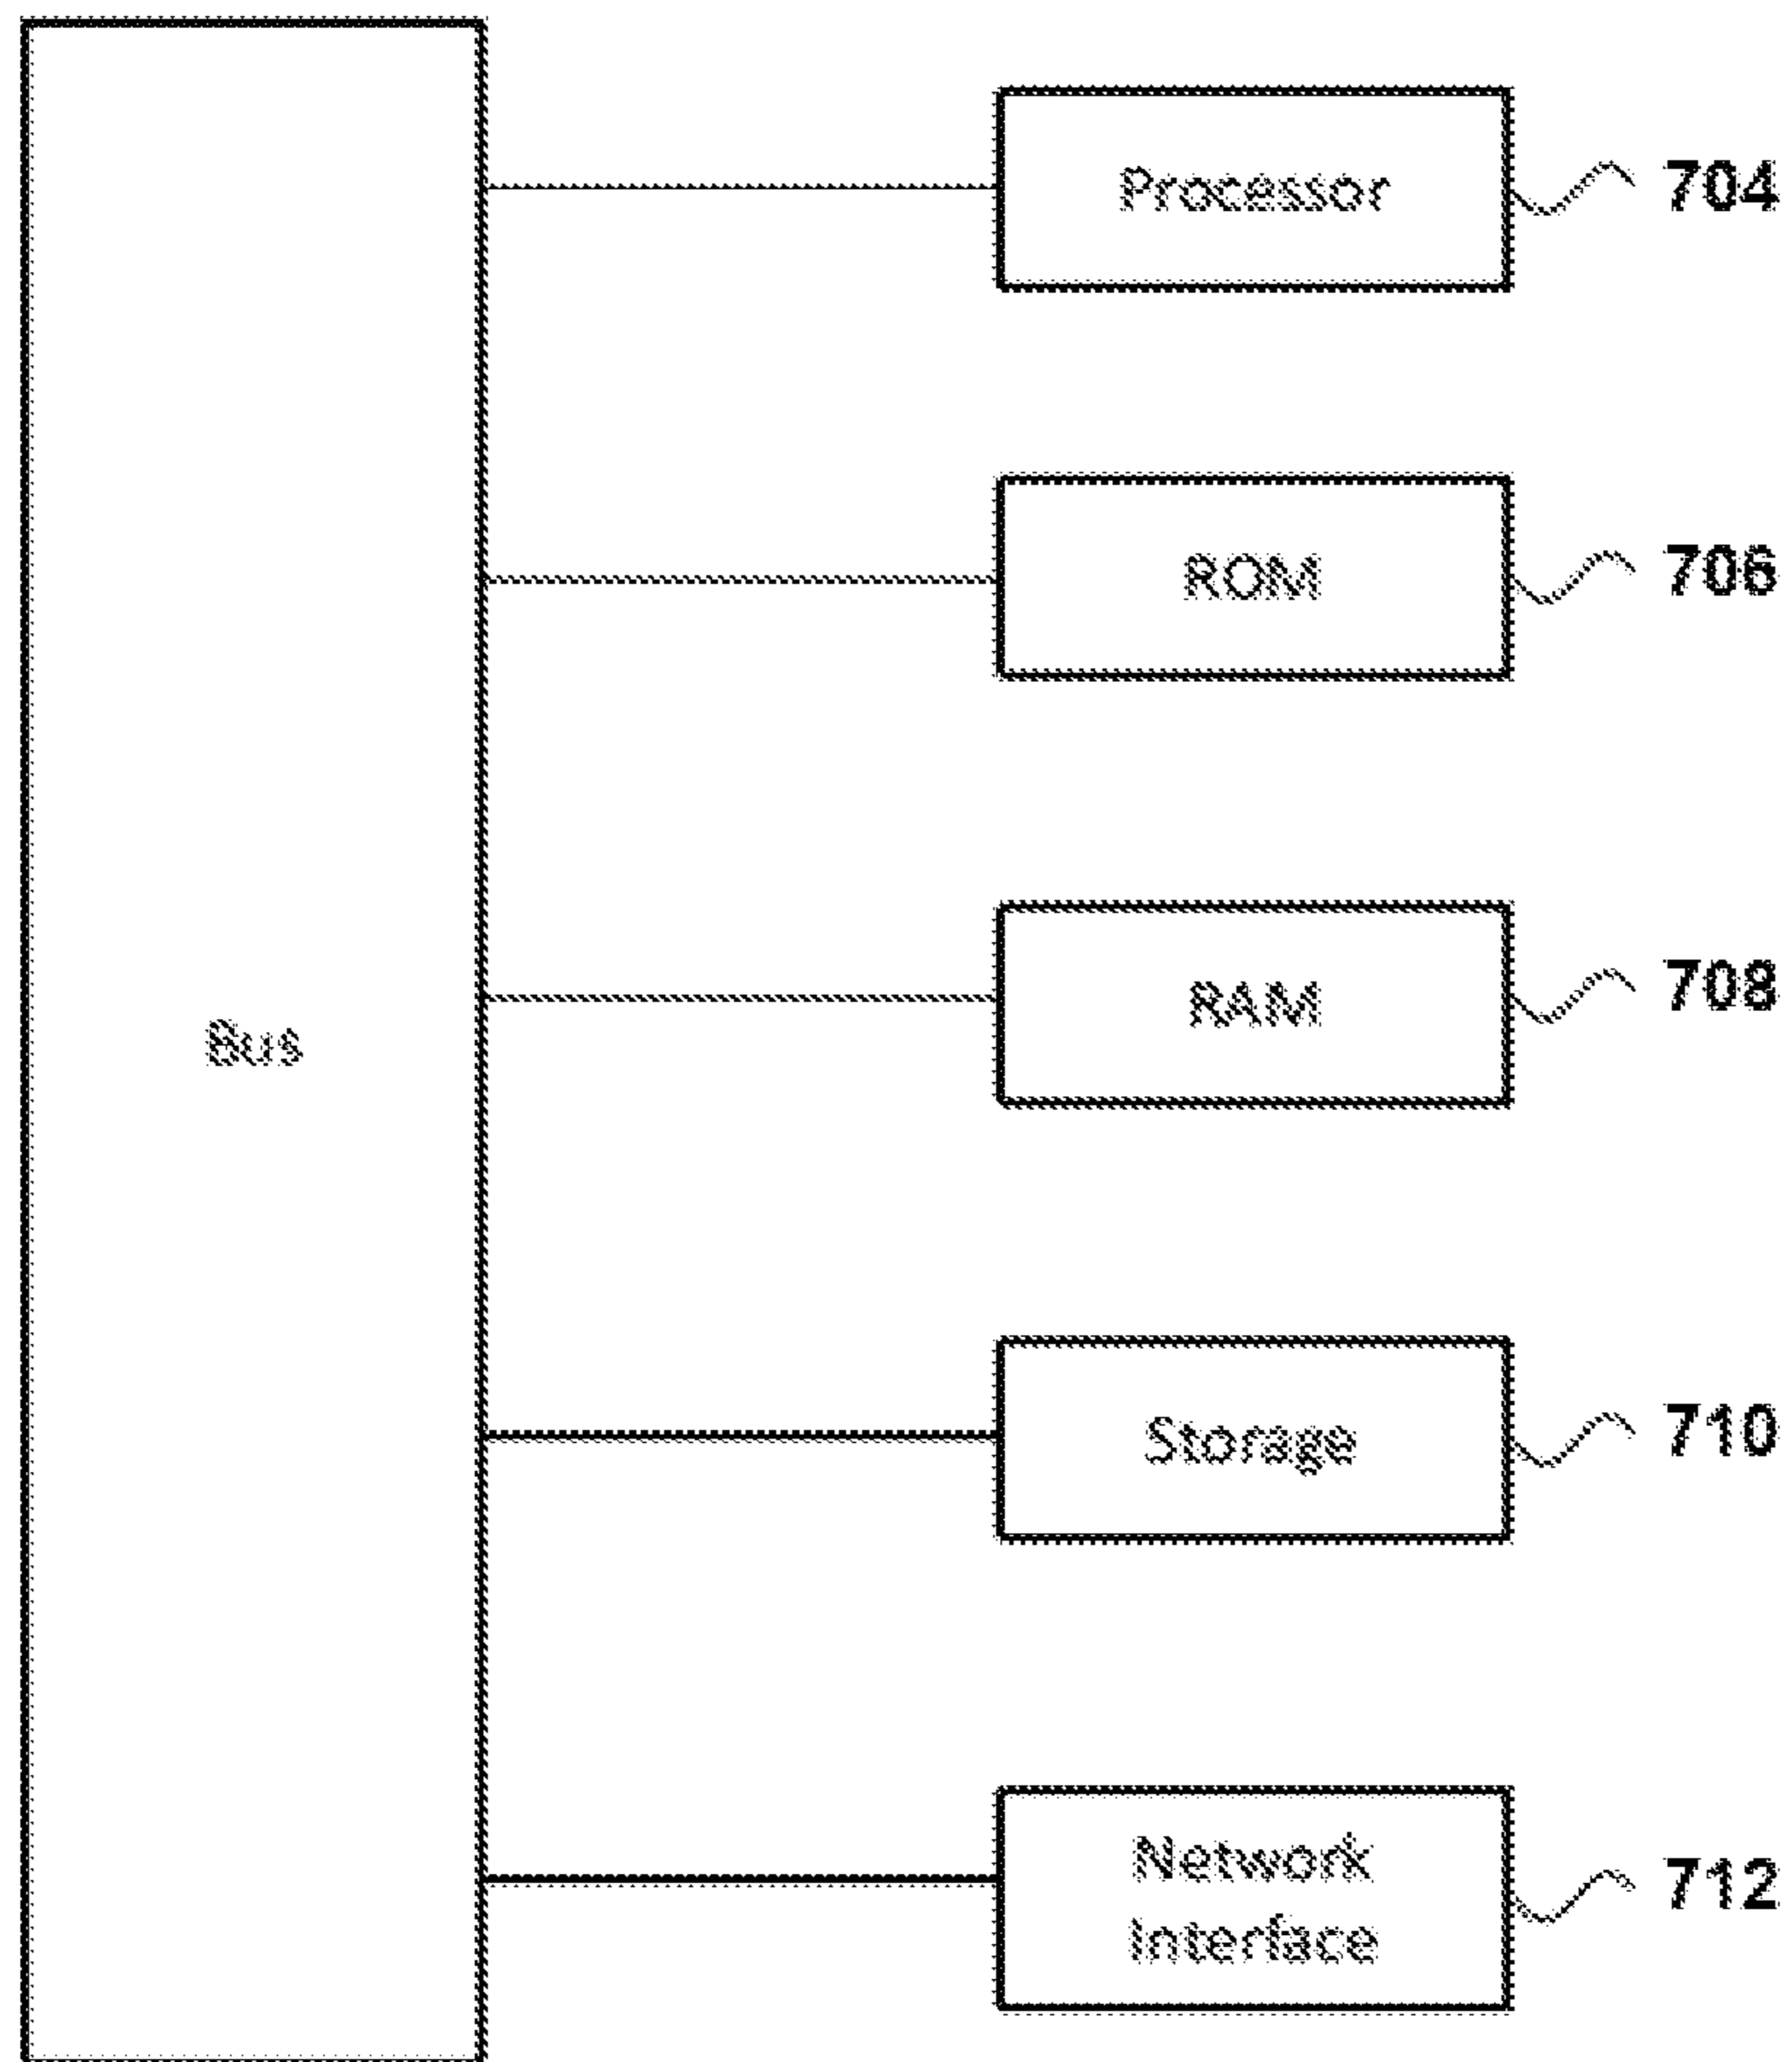 Processor
704
ROM
706
RAM
708
Bus
Storage
710
Network
Interface
712